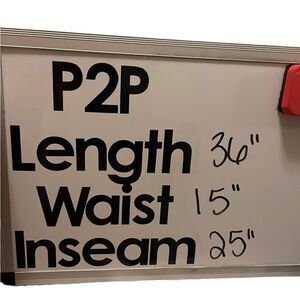 P2P
Length 36"
Waist 15"
Inseam 25"